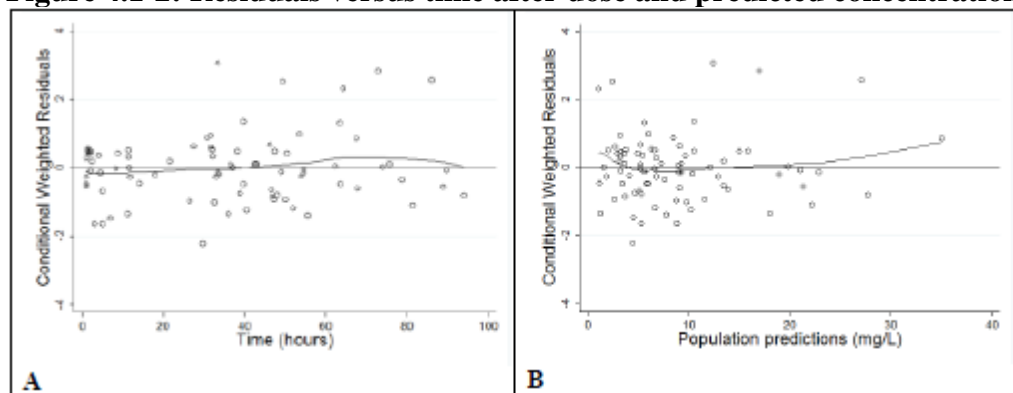 Figure 4.1-2: Residuals versus time after dose and predicted concentration
4
2
0
-2
-4
Conditional Weighted Residuals
0 20 40 60 80 100
Time (hours)
A
4
2
0
-2
-4
Conditional Weighted Residuals
0 10 20 30 40
Population predictions (mg/L)
B